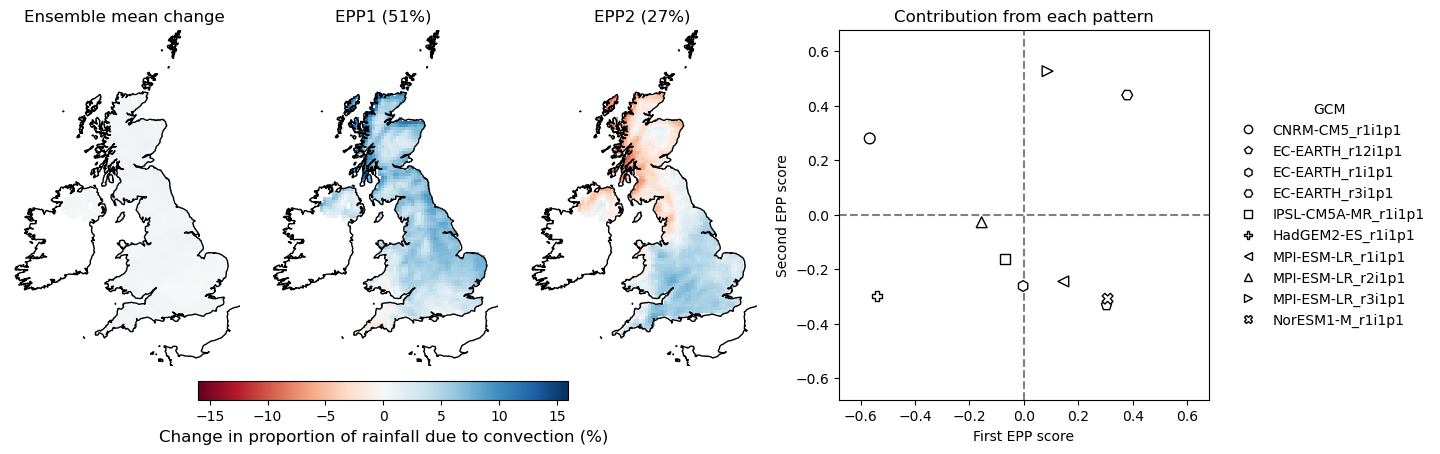 Ensemble mean change
EPP1 (51%)
EPP2 (27%)
Contribution from each pattern
−15 −10 −5 0 5 10 15
Change in proportion of rainfall due to convection (%)
Second EPP score
0.6
0.4
0.2
0.0
−0.2
−0.4
−0.6
−0.6 −0.4 −0.2 0.0 0.2 0.4 0.6
First EPP score
GCM
CNRM-CM5_r1i1p1
EC-EARTH_r12i1p1
EC-EARTH_r1i1p1
EC-EARTH_r3i1p1
IPSL-CM5A-MR_r1i1p1
HadGEM2-ES_r1i1p1
MPI-ESM-LR_r1i1p1
MPI-ESM-LR_r2i1p1
MPI-ESM-LR_r3i1p1
NorESM1-M_r1i1p1